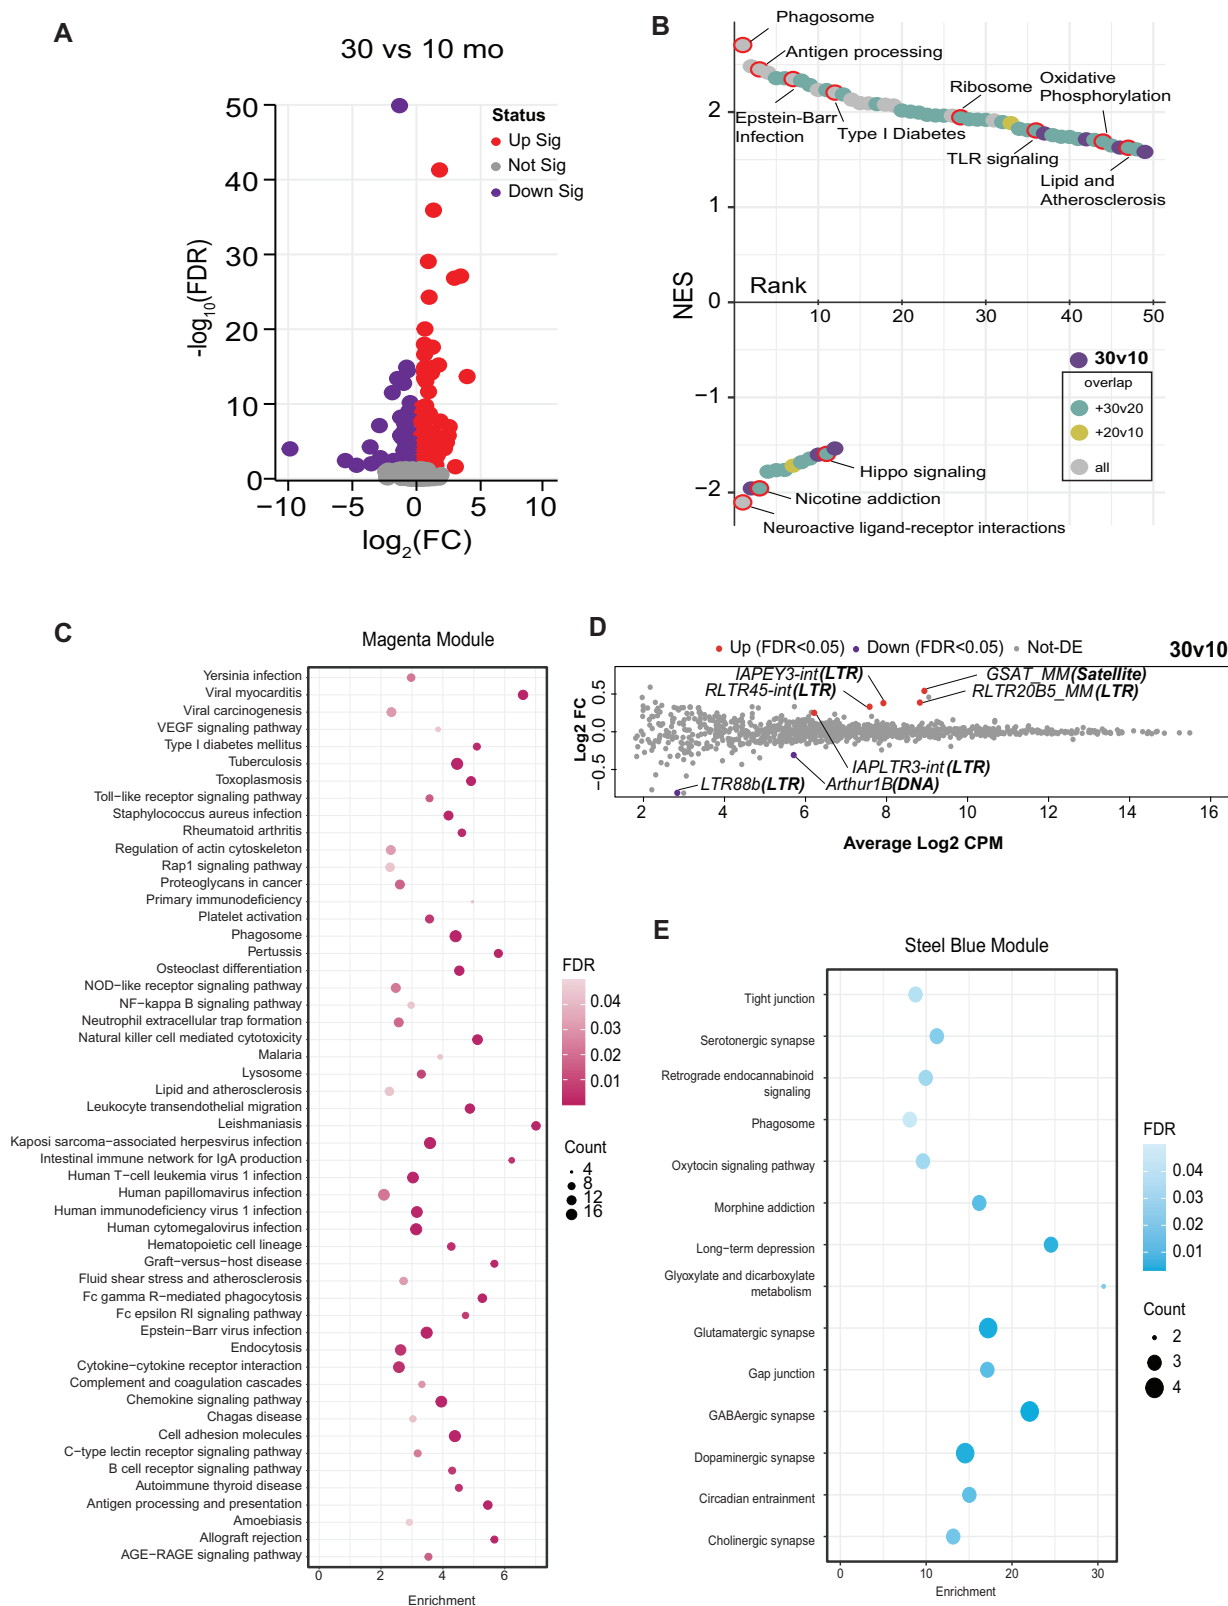 A
30 vs 10 mo
50
40
30
20
10
0
-log10(FDR)
−10
−5
0
5
10
log2(FC)
Status
Up Sig
Not Sig
Down Sig
B
Phagosome
Antigen processing
Epstein-Barr
Infection
Type I Diabetes
Ribosome
Oxidative
Phosphorylation
TLR signaling
Lipid and
Atherosclerosis
2
1
0
−1
−2
NES
Rank
10
20
30
40
50
30v10
overlap
+30v20
+20v10
all
Hippo signaling
Nicotine addiction
Neuroactive ligand-receptor interactions
C
Magenta Module
Yersinia infection
Viral myocarditis
Viral carcinogenesis
VEGF signaling pathway
Type I diabetes mellitus
Tuberculosis
Toxoplasmosis
Toll−like receptor signaling pathway
Staphylococcus aureus infection
Rheumatoid arthritis
Regulation of actin cytoskeleton
Rap1 signaling pathway
Proteoglycans in cancer
Primary immunodeficiency
Platelet activation
Phagosome
Pertussis
Osteoclast differentiation
NOD−like receptor signaling pathway
NF−kappa B signaling pathway
Neutrophil extracellular trap formation
Natural killer cell mediated cytotoxicity
Malaria
Lysosome
Lipid and atherosclerosis
Leukocyte transendothelial migration
Leishmaniasis
Kaposi sarcoma−associated herpesvirus infection
Intestinal immune network for IgA production
Human T−cell leukemia virus 1 infection
Human papillomavirus infection
Human immunodeficiency virus 1 infection
Human cytomegalovirus infection
Hematopoietic cell lineage
Graft−versus−host disease
Fluid shear stress and atherosclerosis
Fc gamma R−mediated phagocytosis
Fc epsilon RI signaling pathway
Epstein−Barr virus infection
Endocytosis
Cytokine−cytokine receptor interaction
Complement and coagulation cascades
Chemokine signaling pathway
Chagas disease
Cell adhesion molecules
C−type lectin receptor signaling pathway
B cell receptor signaling pathway
Autoimmune thyroid disease
Antigen processing and presentation
Amoebiasis
Allograft rejection
AGE−RAGE signaling pathway
0
2
4
6
Enrichment
FDR
0.04
0.03
0.02
0.01
Count
4
8
12
16
D
Up (FDR<0.05)
Down (FDR<0.05)
Not-DE
30v10
IAPEY3-int(LTR)
GSAT_MM(Satellite)
RLTR45-int(LTR)
RLTR20B5_MM(LTR)
IAPLTR3-int(LTR)
LTR88b(LTR)
Arthur1B(DNA)
0.5
0.0
−0.5
Log2 FC
2
4
6
8
10
12
14
16
Average Log2 CPM
E
Steel Blue Module
Tight junction
Serotonergic synapse
Retrograde endocannabinoid
signaling
Phagosome
Oxytocin signaling pathway
Morphine addiction
Long−term depression
Glyoxylate and dicarboxylate
metabolism
Glutamatergic synapse
Gap junction
GABAergic synapse
Dopaminergic synapse
Circadian entrainment
Cholinergic synapse
0
10
20
30
Enrichment
FDR
0.04
0.03
0.02
0.01
Count
2
3
4